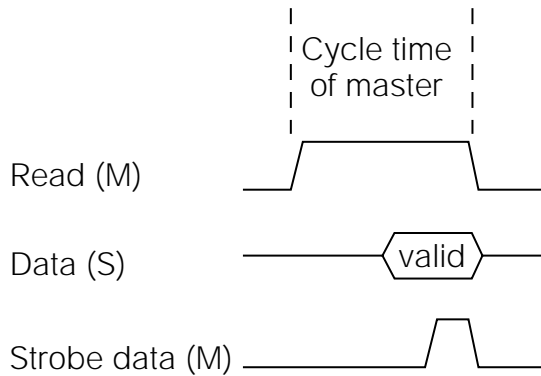 Cycle time
of master
Read (M)
Data (S)
valid
Strobe data (M)